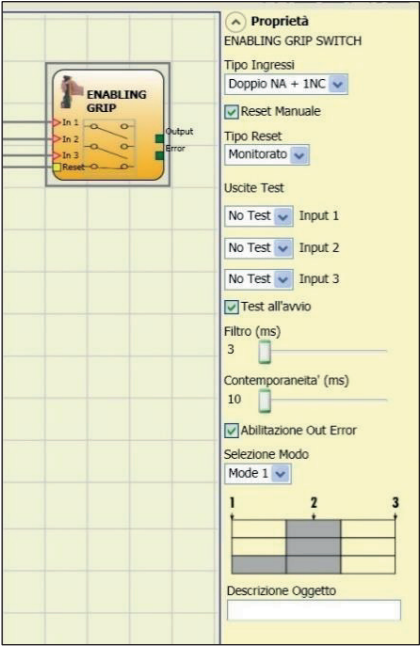 ENABLING
GRIP
In 1
In 2
In 3
Reset
Output
Error
Proprietà
ENABLING GRIP SWITCH
Tipo Ingressi
Doppio NA + 1NC
Reset Manuale
Tipo Reset
Monitorato
Uscite Test
No Test Input 1
No Test Input 2
No Test Input 3
Test all'avvio
Filtro (ms)
3
Contemporaneita' (ms)
10
Abilitazione Out Error
Selezione Modo
Mode 1
1 2 3
Descrizione Oggetto